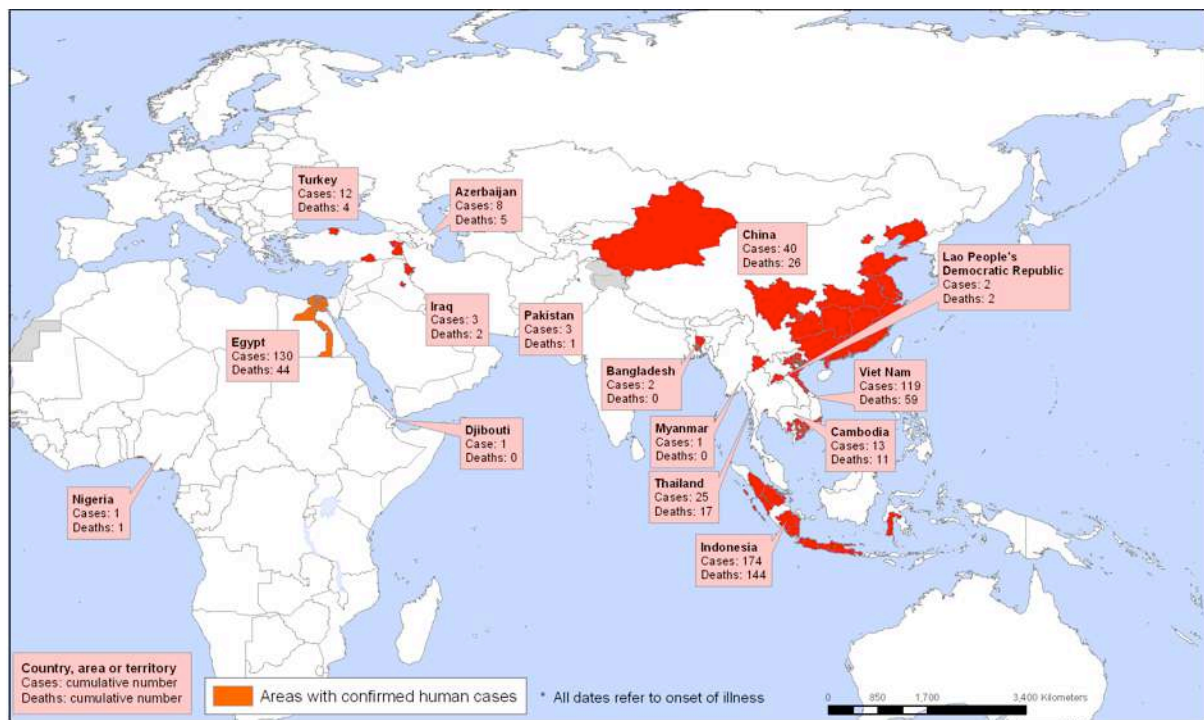 Turkey
Cases: 12
Deaths: 4
Azerbaijan
Cases: 8
Deaths: 5
China
Cases: 40
Deaths: 26
Lao People's
Democratic Republic
Cases: 2
Deaths: 2
Iraq
Cases: 3
Deaths: 2
Pakistan
Cases: 3
Deaths: 1
Egypt
Cases: 130
Deaths: 44
Bangladesh
Cases: 2
Deaths: 0
Viet Nam
Cases: 119
Deaths: 59
Djibouti
Case: 1
Deaths: 0
Myanmar
Cases: 1
Deaths: 0
Cambodia
Cases: 13
Deaths: 11
Thailand
Cases: 25
Deaths: 17
Nigeria
Cases: 1
Deaths: 1
Indonesia
Cases: 174
Deaths: 144
Country, area or territory
Cases: cumulative number
Deaths: cumulative number
Areas with confirmed human cases
* All dates refer to onset of illness
0 850 1,700 3,400 Kilometers